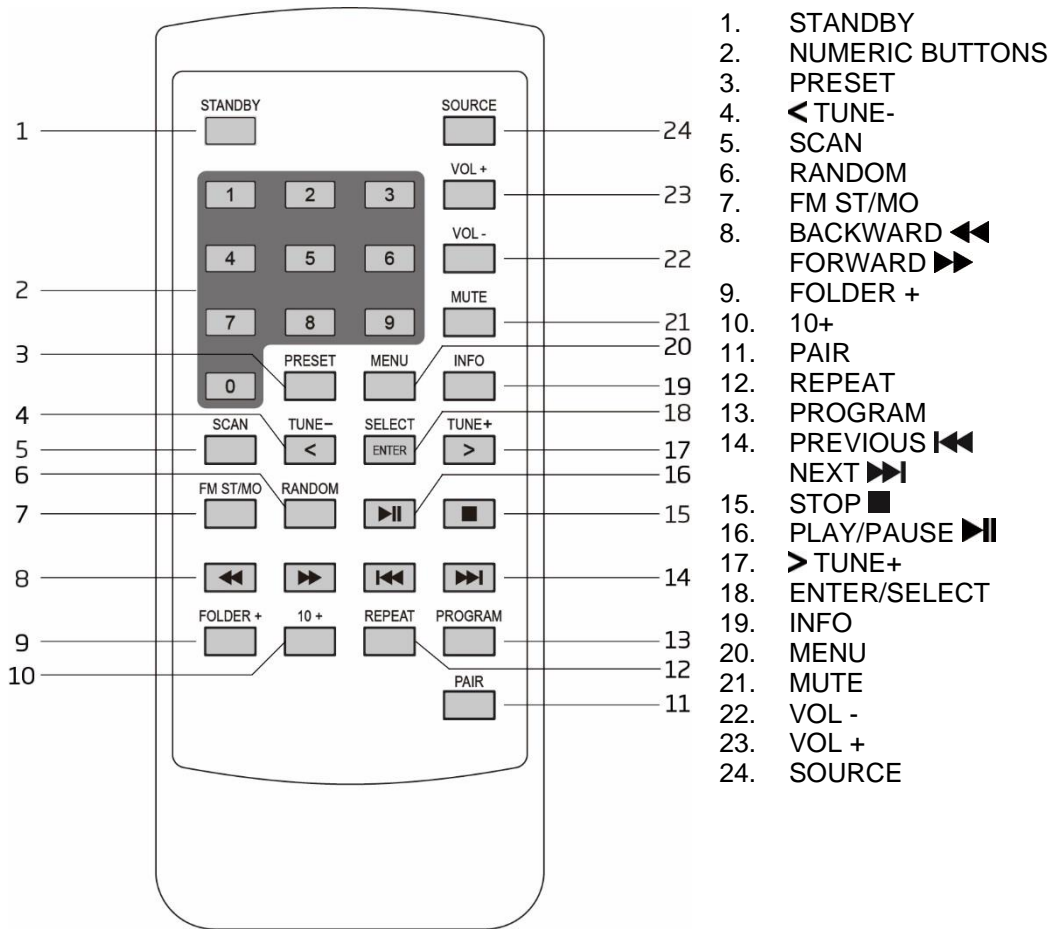 STANDBY SOURCE
1 24
VOL +
1 2 3 23
VOL -
4 5 6 22
2
MUTE
7 8 9 21
3 20
PRESET MENU INFO
0 19
4 18
SCAN TUNE− SELECT TUNE+
5 < ENTER > 17
6 16
FM ST/MO RANDOM
7 ▶II ■ 15
8 ◀◀ ▶▶ I◀◀ ▶▶I 14
FOLDER + 10 + REPEAT PROGRAM
9 13
10 12
PAIR
11
1. STANDBY
2. NUMERIC BUTTONS
3. PRESET
4. < TUNE-
5. SCAN
6. RANDOM
7. FM ST/MO
8. BACKWARD ◀◀
FORWARD ▶▶
9. FOLDER +
10. 10+
11. PAIR
12. REPEAT
13. PROGRAM
14. PREVIOUS I◀◀
NEXT ▶▶I
15. STOP ■
16. PLAY/PAUSE ▶II
17. > TUNE+
18. ENTER/SELECT
19. INFO
20. MENU
21. MUTE
22. VOL -
23. VOL +
24. SOURCE